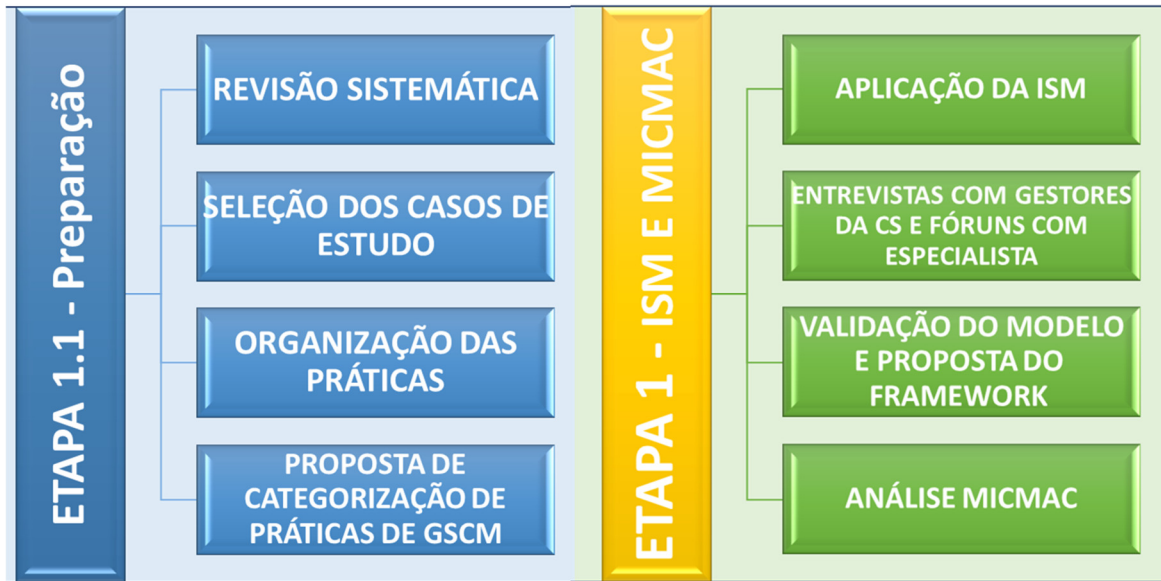 ETAPA 1.1 - Preparação
REVISÃO SISTEMÁTICA
SELEÇÃO DOS CASOS DE
ESTUDO
ORGANIZAÇÃO DAS
PRÁTICAS
PROPOSTA DE
CATEGORIZAÇÃO DE
PRÁTICAS DE GSCM
ETAPA 1 - ISM E MICMAC
APLICAÇÃO DA ISM
ENTREVISTAS COM GESTORES
DA CS E FÓRUNS COM
ESPECIALISTA
VALIDAÇÃO DO MODELO
E PROPOSTA DO
FRAMEWORK
ANÁLISE MICMAC